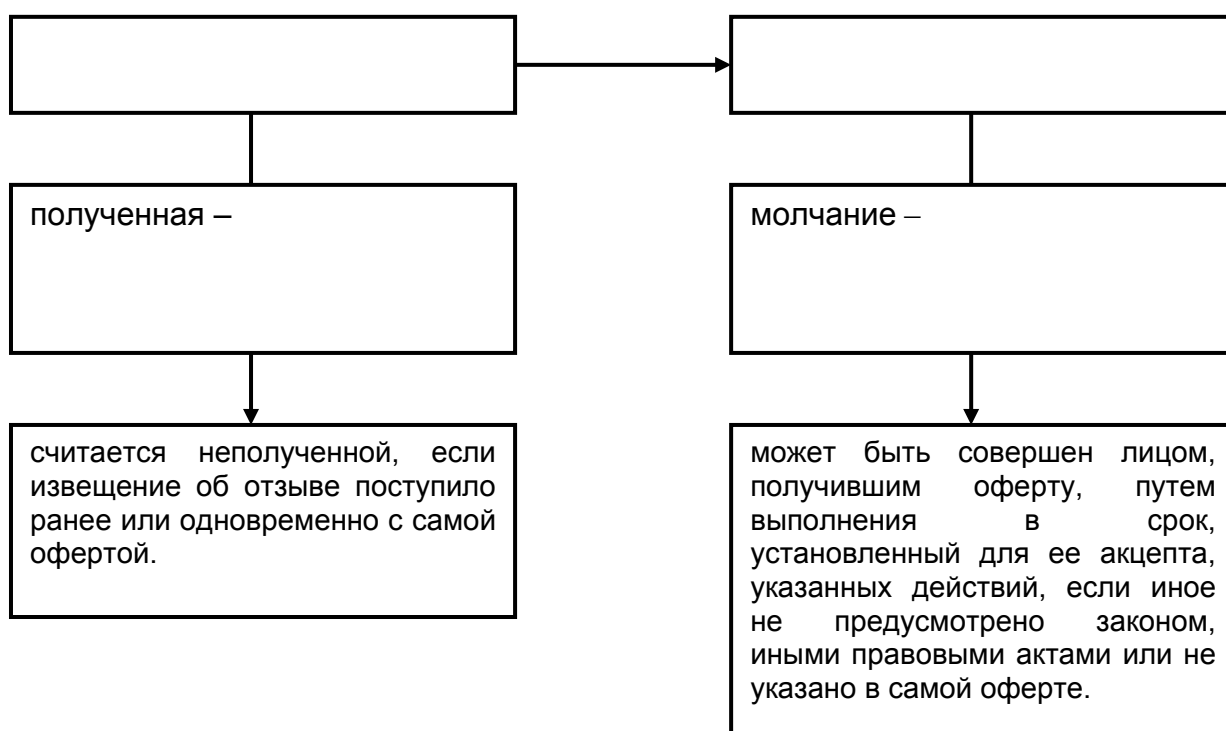 полученная –
молчание –
считается неполученной, если
извещение об отзыве поступило
ранее или одновременно с самой
офертой.
может быть совершен лицом,
получившим оферту, путем
выполнения в срок,
установленный для ее акцепта,
указанных действий, если иное
не предусмотрено законом,
иными правовыми актами или не
указано в самой оферте.